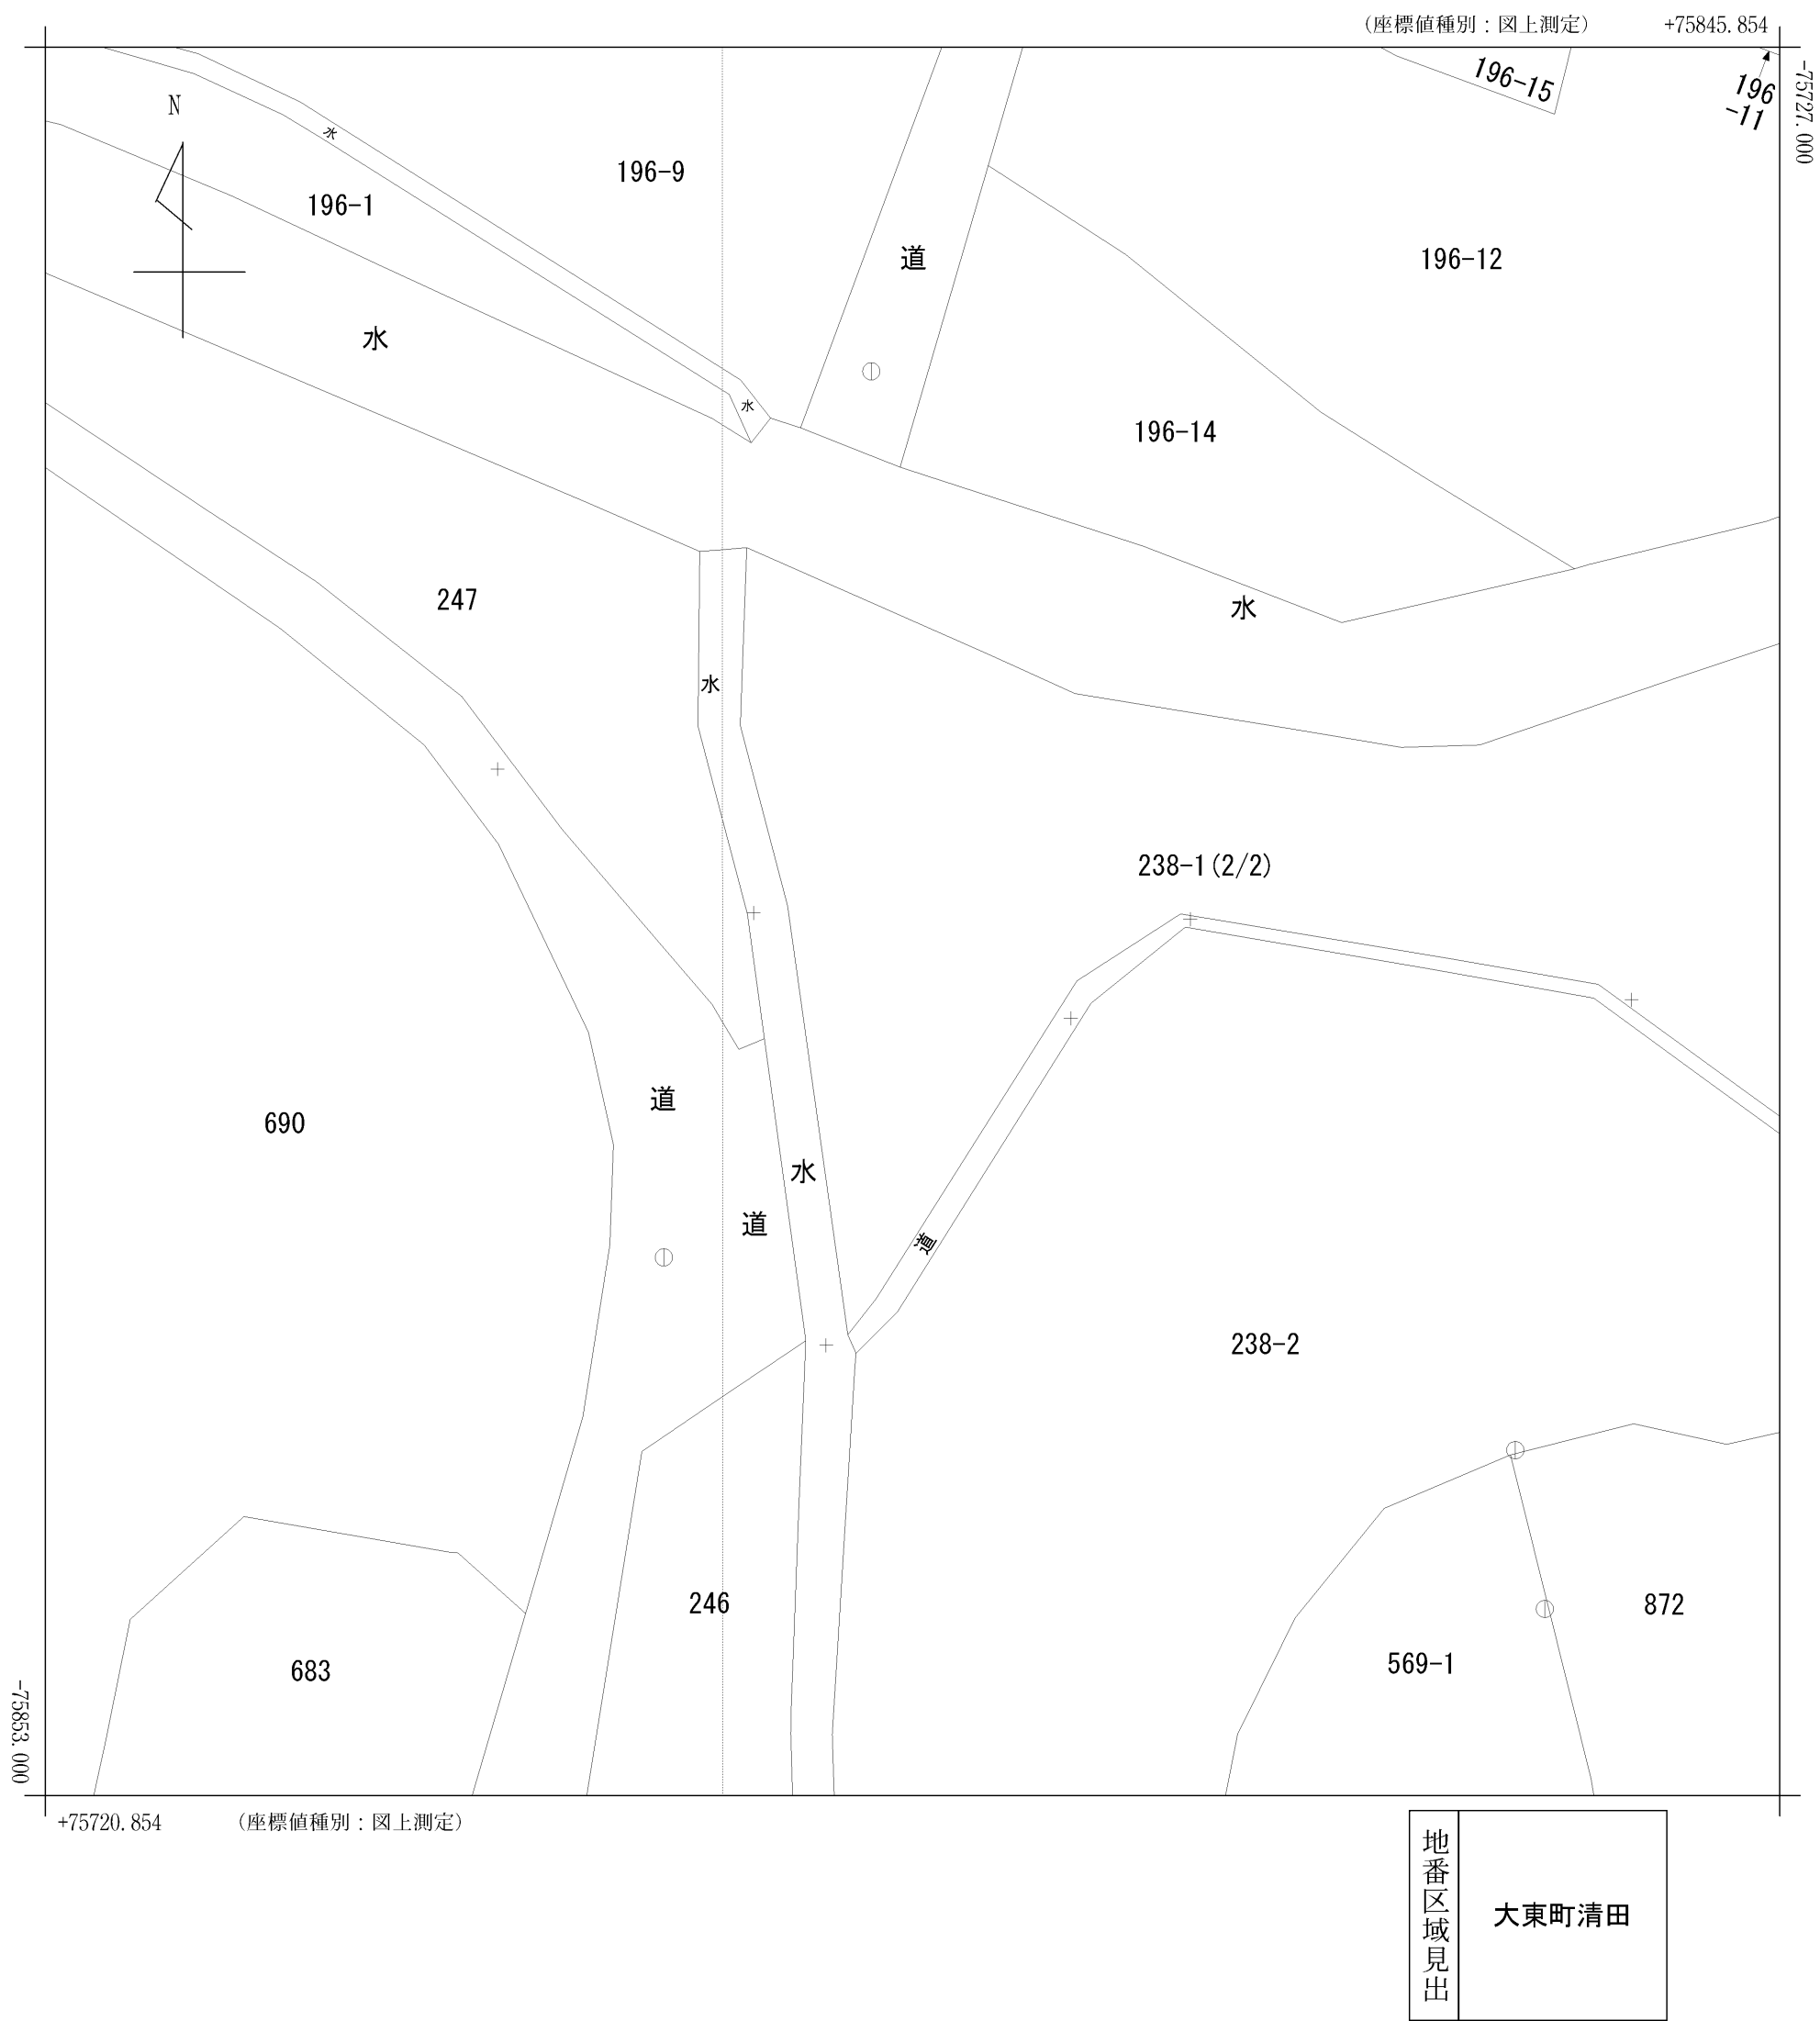 （座標値種別：図上測定）
+75845.854
-75727.000
N
196-15
196
-11
水
196-9
196-1
道
196-12
水
水
196-14
247
水
水
238-1(2/2)
道
690
水
道
道
238-2
246
872
569-1
683
-75853.000
+75720.854
（座標値種別：図上測定）
地番区域見出
大東町清田